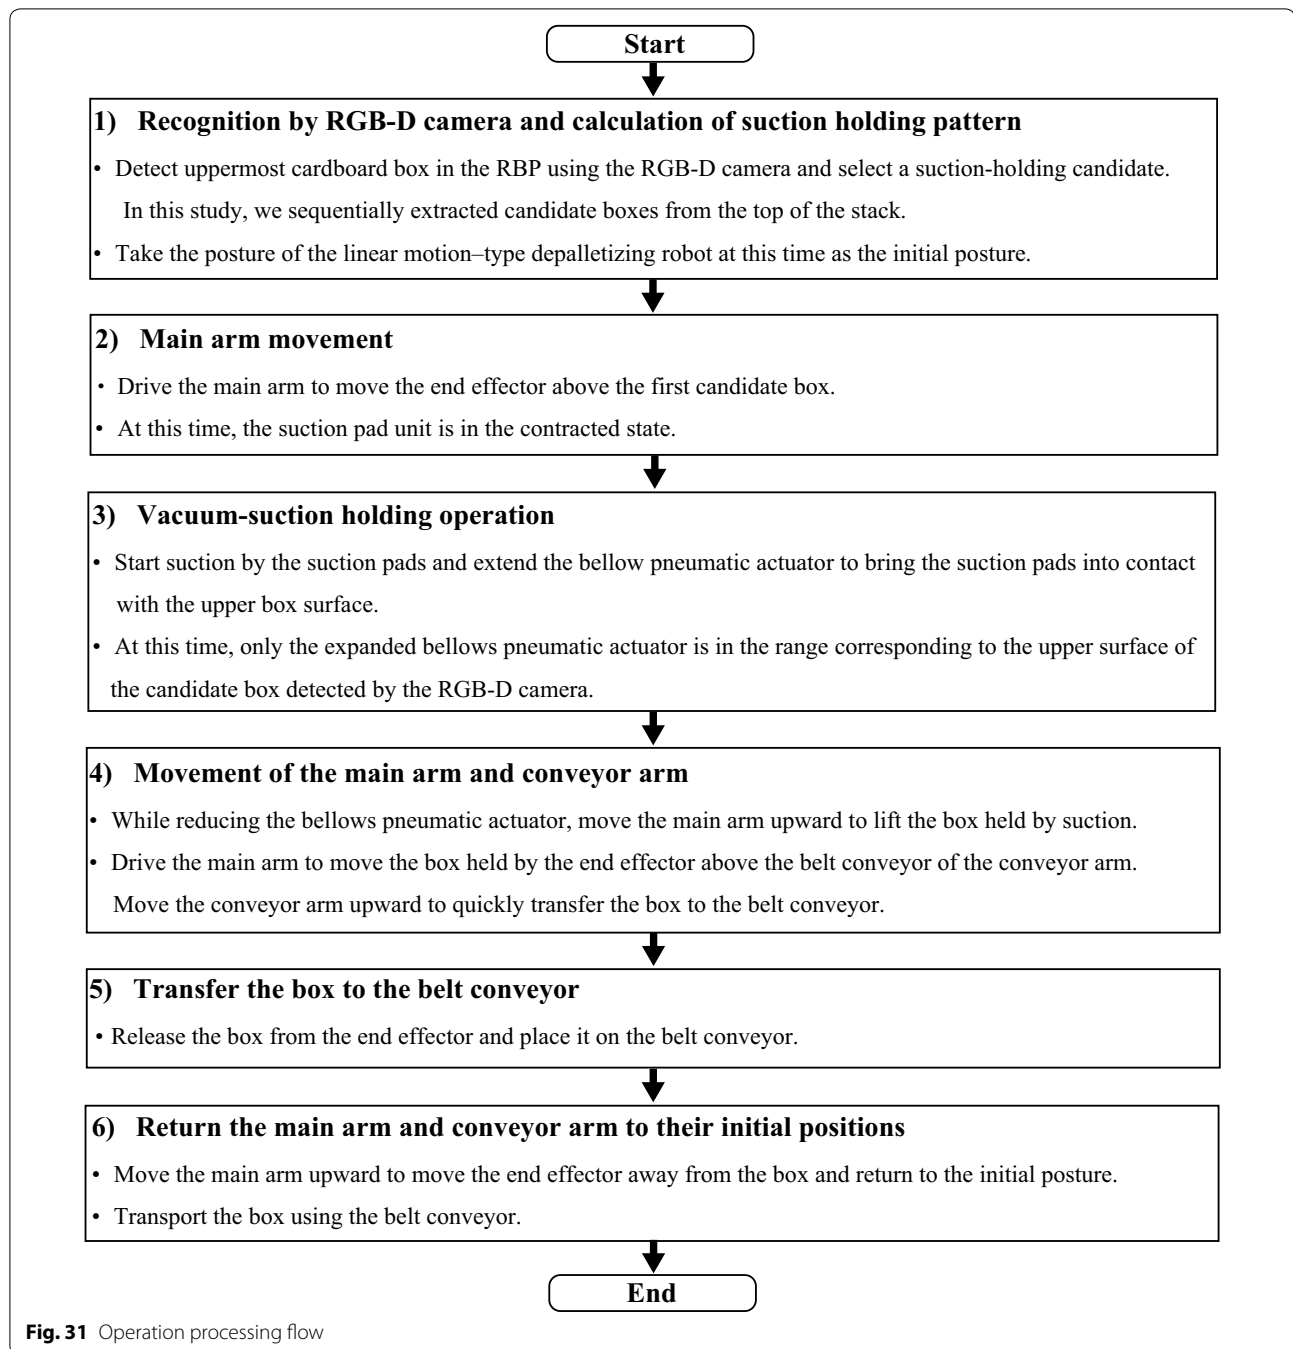 Start
1) Recognition by RGB-D camera and calculation of suction holding pattern
• Detect uppermost cardboard box in the RBP using the RGB-D camera and select a suction-holding candidate.
In this study, we sequentially extracted candidate boxes from the top of the stack.
• Take the posture of the linear motion–type depalletizing robot at this time as the initial posture.
2) Main arm movement
• Drive the main arm to move the end effector above the first candidate box.
• At this time, the suction pad unit is in the contracted state.
3) Vacuum-suction holding operation
• Start suction by the suction pads and extend the bellow pneumatic actuator to bring the suction pads into contact
with the upper box surface.
• At this time, only the expanded bellows pneumatic actuator is in the range corresponding to the upper surface of
the candidate box detected by the RGB-D camera.
4) Movement of the main arm and conveyor arm
• While reducing the bellows pneumatic actuator, move the main arm upward to lift the box held by suction.
• Drive the main arm to move the box held by the end effector above the belt conveyor of the conveyor arm.
Move the conveyor arm upward to quickly transfer the box to the belt conveyor.
5) Transfer the box to the belt conveyor
• Release the box from the end effector and place it on the belt conveyor.
6) Return the main arm and conveyor arm to their initial positions
• Move the main arm upward to move the end effector away from the box and return to the initial posture.
• Transport the box using the belt conveyor.
End
Fig. 31 Operation processing flow